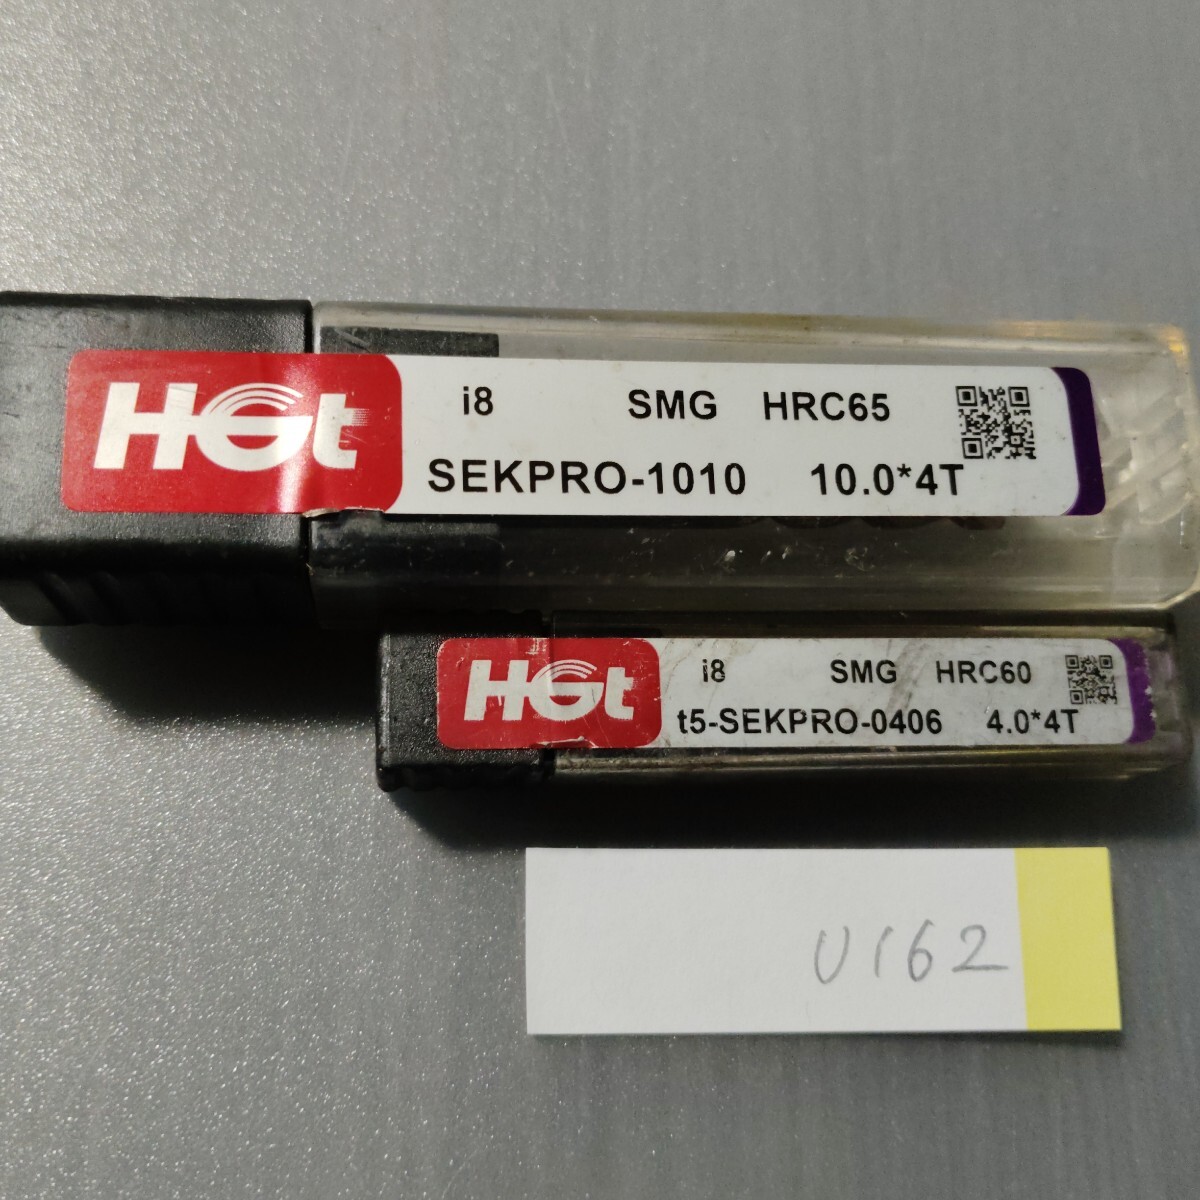 HGt
i8 SMG HRC65
SEKPRO-1010 10.0*4T
HGt
i8 SMG HRC60
t5-SEKPRO-0406 4.0*4T
U162